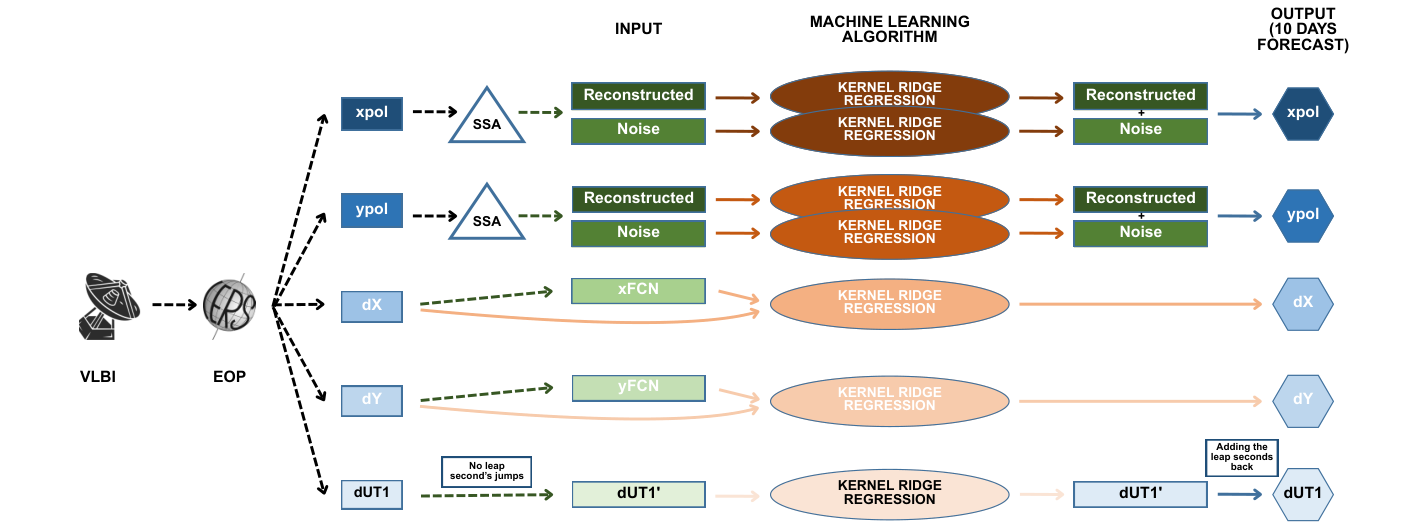 INPUT
MACHINE LEARNING
ALGORITHM
OUTPUT
(10 DAYS
FORECAST)
xpol
SSA
Reconstructed
Noise
KERNEL RIDGE
REGRESSION
KERNEL RIDGE
REGRESSION
Reconstructed
+
Noise
xpol
ypol
SSA
Reconstructed
Noise
KERNEL RIDGE
REGRESSION
KERNEL RIDGE
REGRESSION
Reconstructed
+
Noise
ypol
VLBI
IERS
EOP
dX
xFCN
KERNEL RIDGE
REGRESSION
dX
dY
yFCN
KERNEL RIDGE
REGRESSION
dY
dUT1
No leap
second's jumps
dUT1'
KERNEL RIDGE
REGRESSION
dUT1'
Adding the
leap seconds
back
dUT1